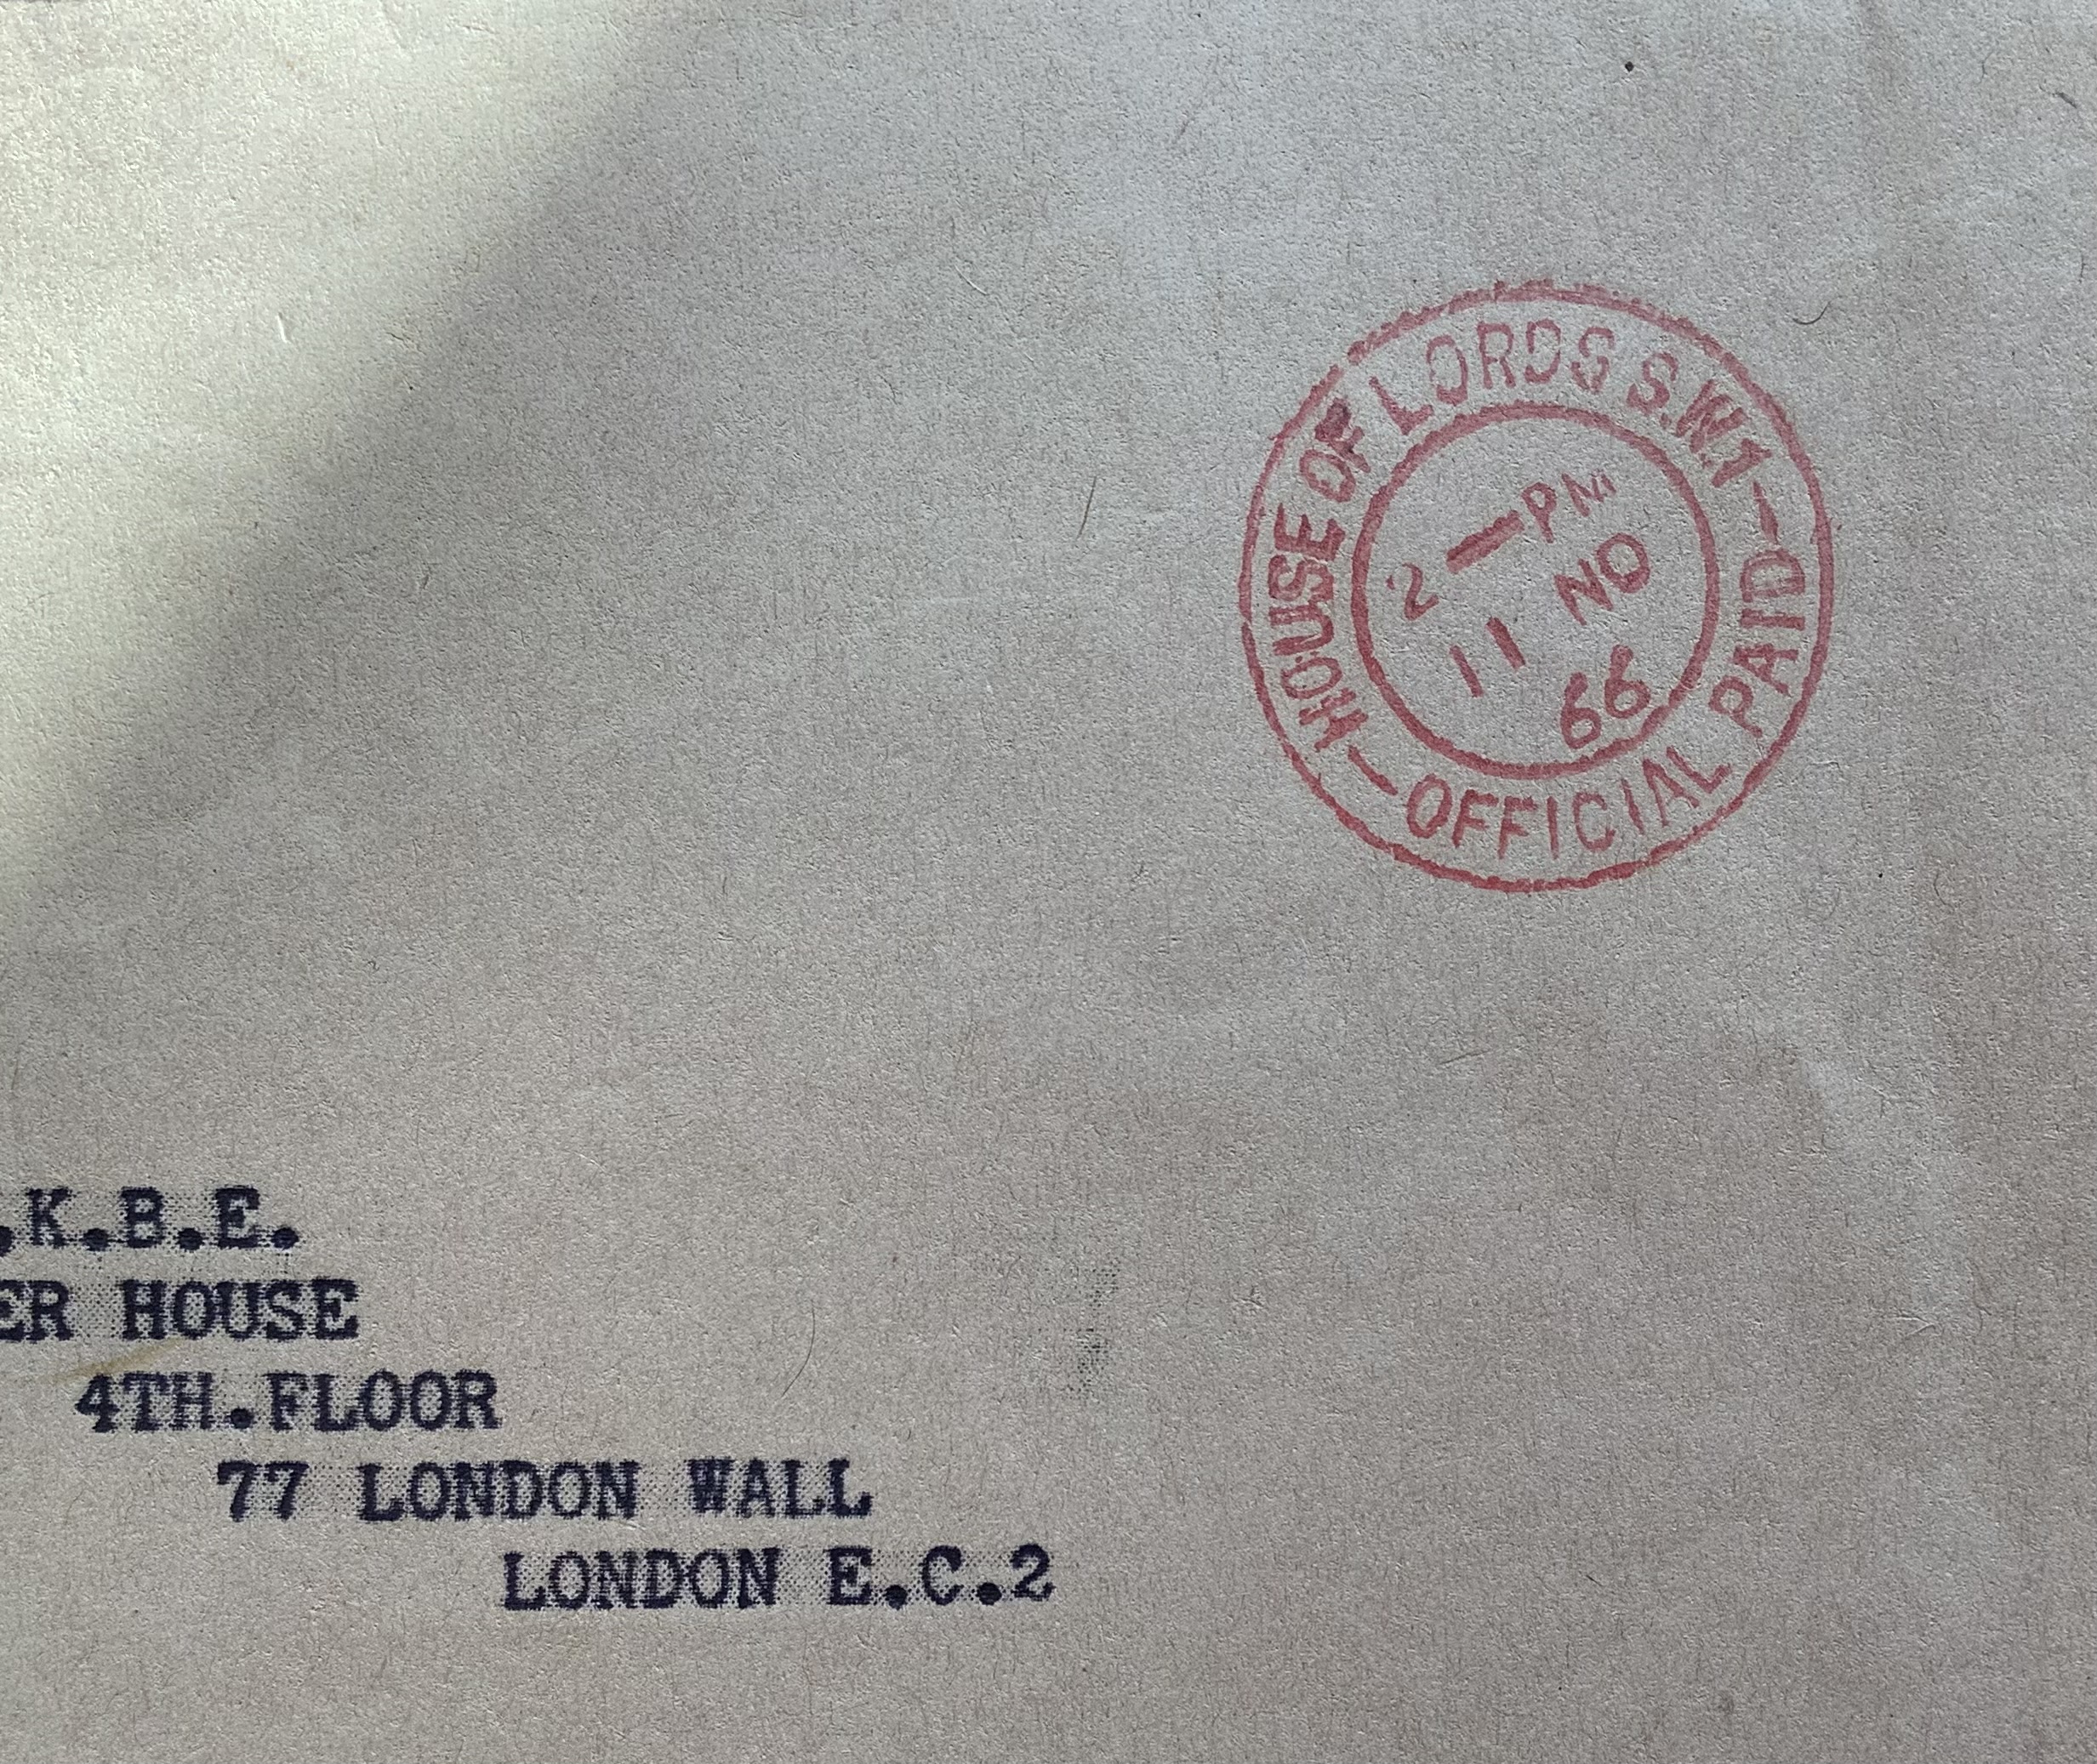 HOUSE OF LORDS S.W.1
2 — PM
11 NO
66
OFFICIAL PAID
.K.B.E.
ER HOUSE
4TH.FLOOR
77 LONDON WALL
LONDON E.C.2